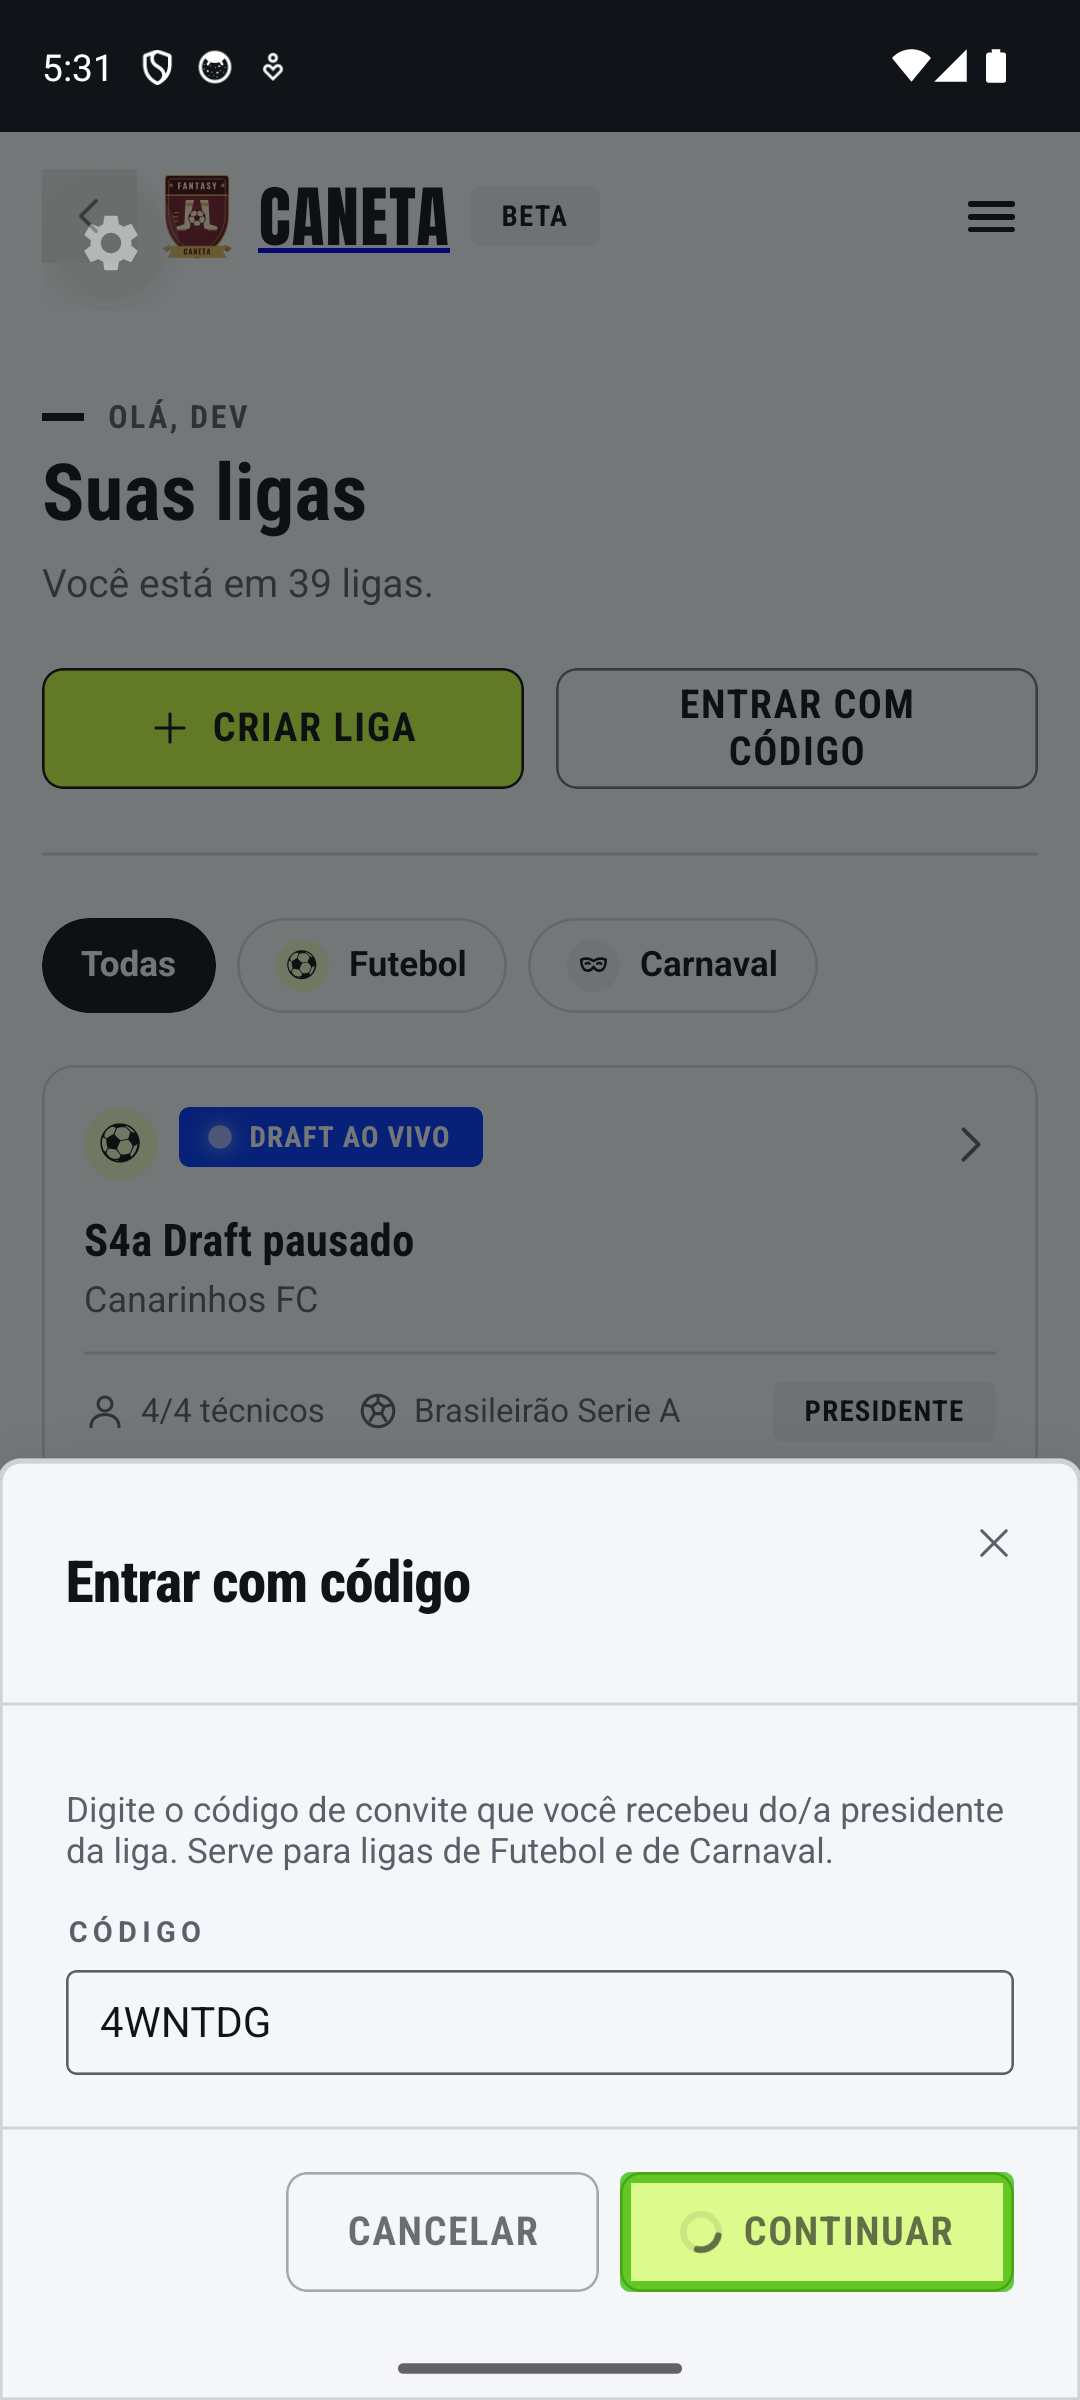 5:31
FANTASY
CANETA
CANETA
BETA
OLÁ, DEV
Suas ligas
Você está em 39 ligas.
CRIAR LIGA
ENTRAR COM
CÓDIGO
Todas
Futebol
Carnaval
DRAFT AO VIVO
S4a Draft pausado
Canarinhos FC
4/4 técnicos
Brasileirão Serie A
PRESIDENTE
Entrar com código
Digite o código de convite que você recebeu do/a presidente
da liga. Serve para ligas de Futebol e de Carnaval.
CÓDIGO
4WNTDG
CANCELAR
CONTINUAR